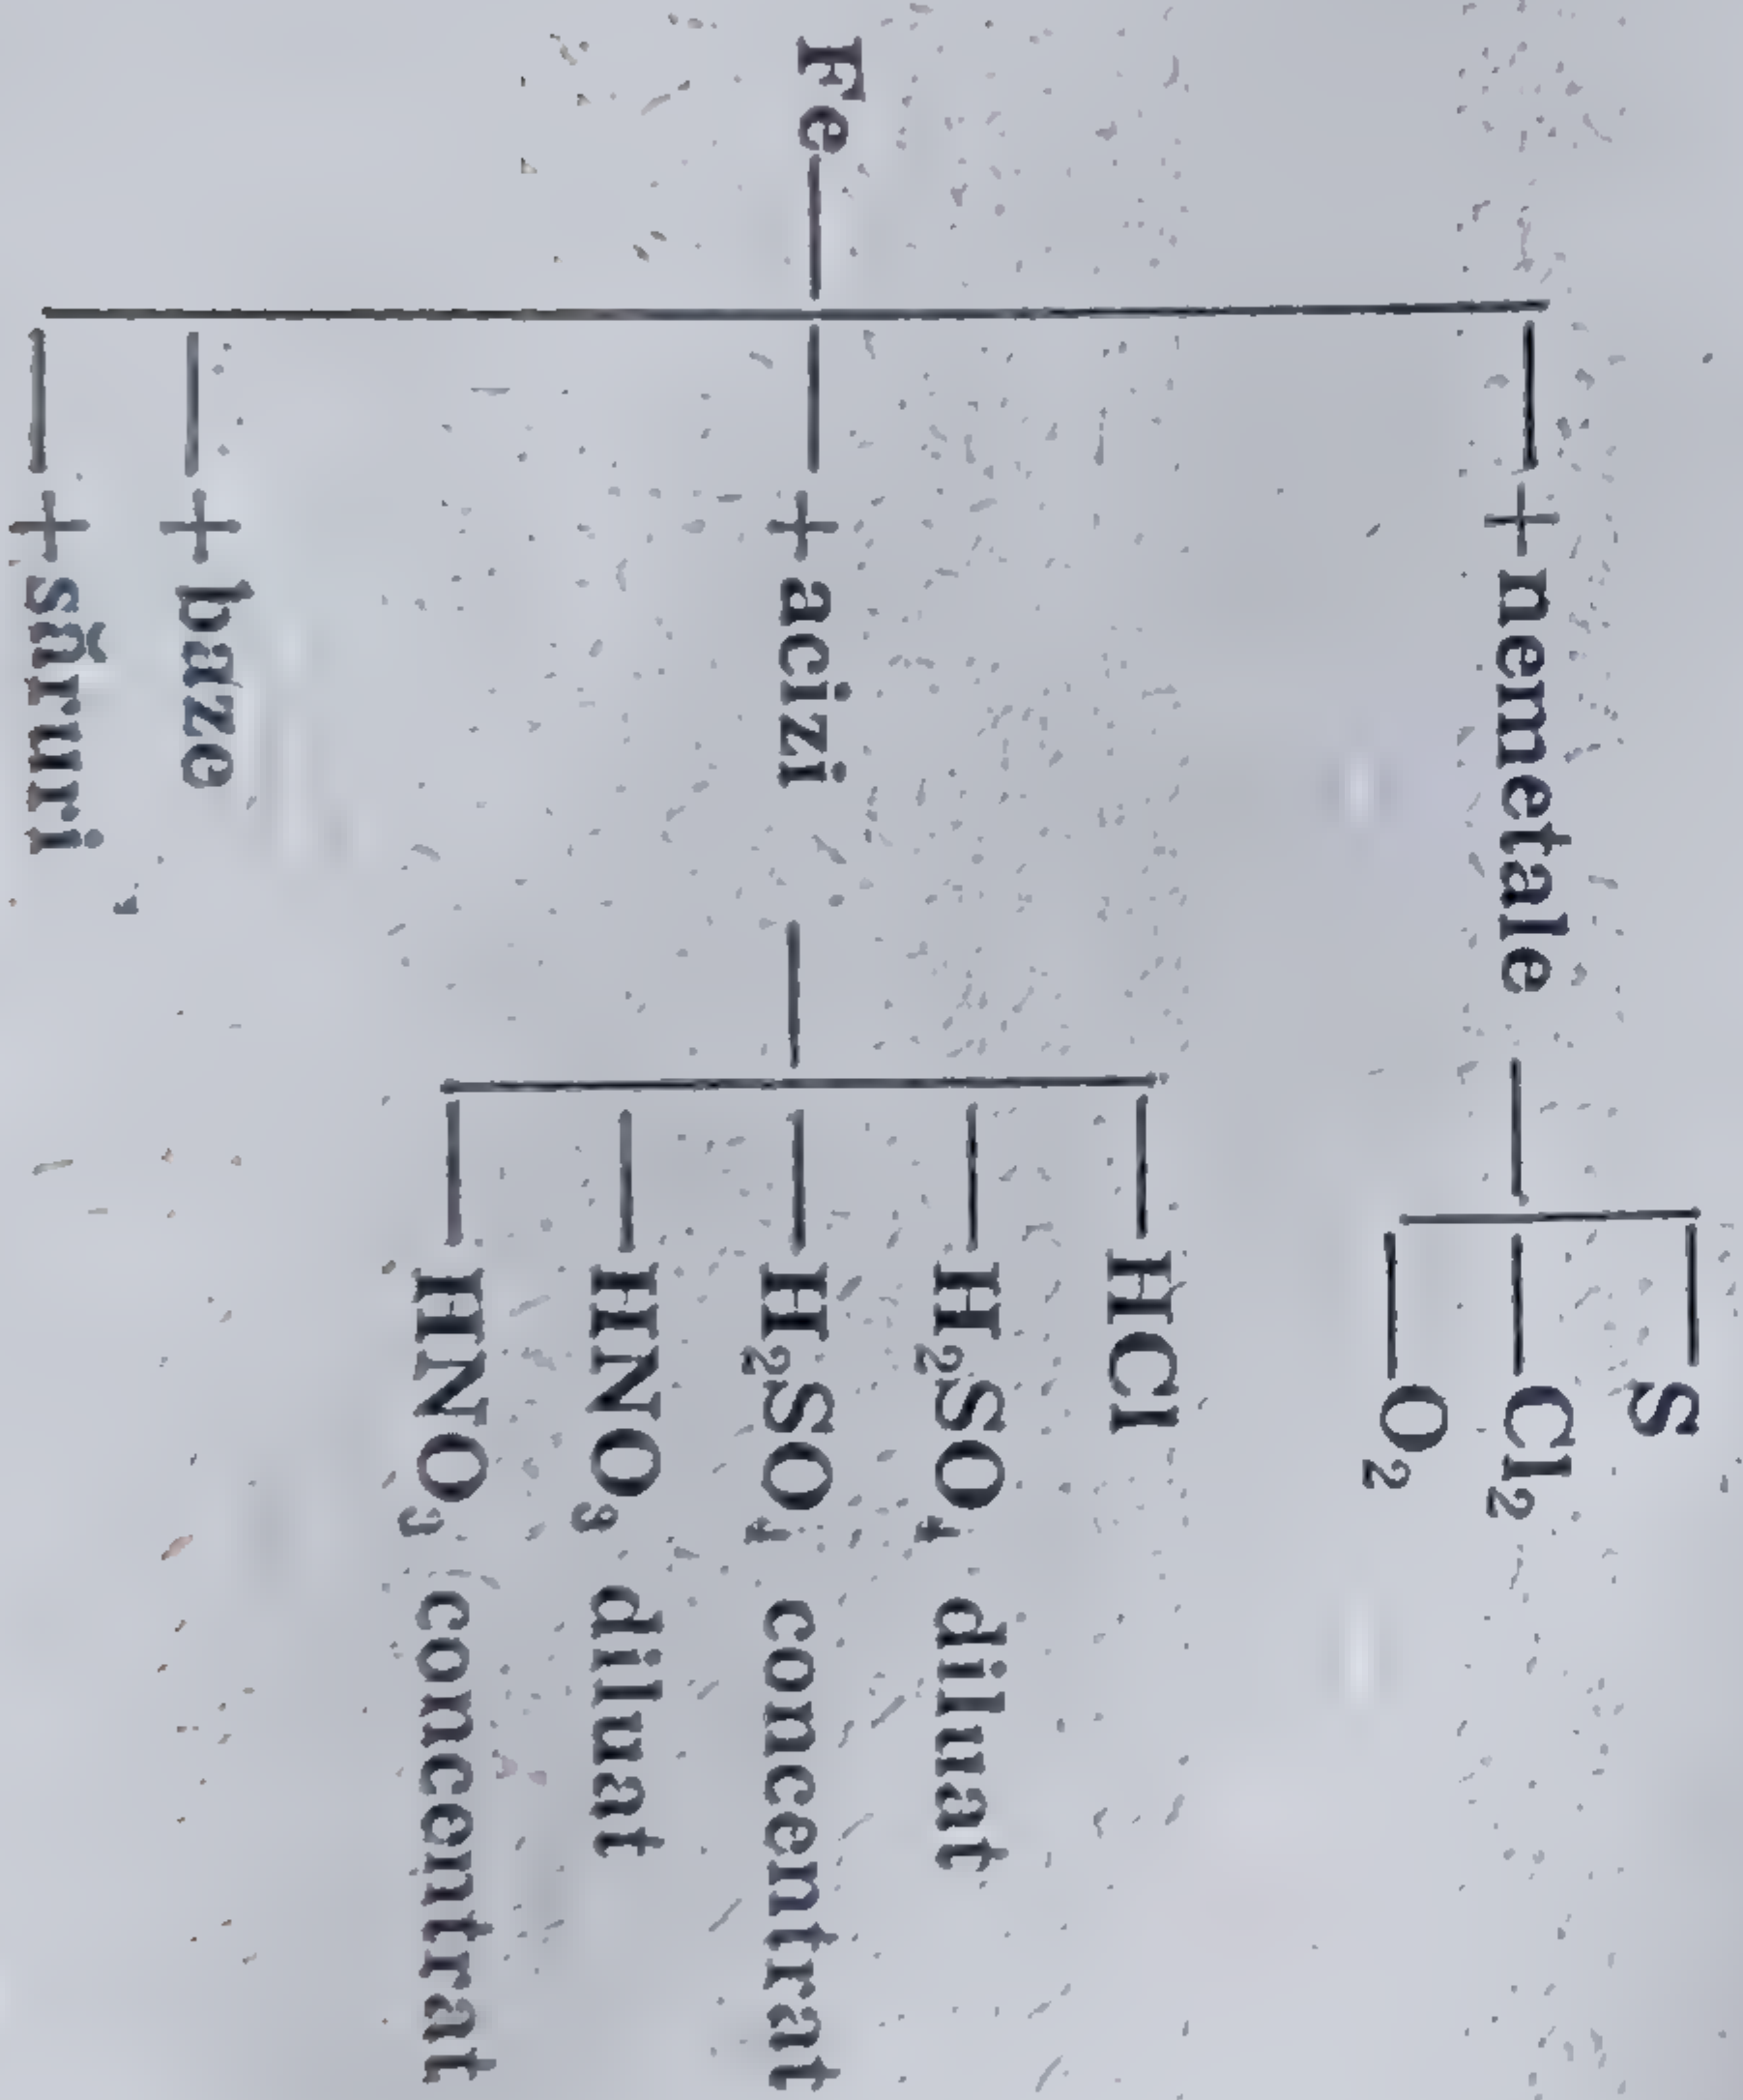 S
+ nemetale Cl₂
O₂
HCl
H₂SO₄ diluat
Fe + acizi H₂SO₄ concentrat
HNO₃ diluat
HNO₃ concentrat
+ baze
+ săruri